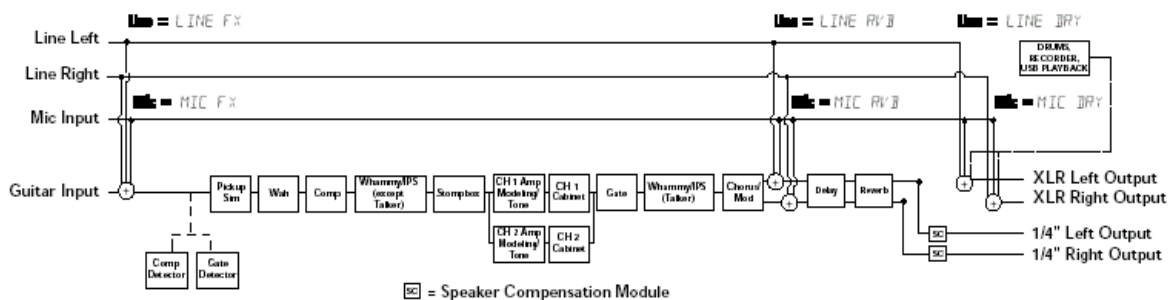 Line = LINE FX
Line = LINE RVB
Line = LINE DRY
Line Left
DRUMS,
RECORDER,
USB PLAYBACK
Line Right
Mic = MIC FX
Mic = MIC RVB
Mic = MIC DRY
Mic Input
Guitar Input
Pickup
Sim
Wah
Comp
Whammy/IPS
(except
Talker)
Stompbox
CH 1 Amp
Modeling/
Tone
CH 1
Cabinet
Gate
Whammy/IPS
(Talker)
Chorus/
Mod
Delay
Reverb
XLR Left Output
XLR Right Output
CH 2 Amp
Modeling/
Tone
CH 2
Cabinet
SC
1/4" Left Output
SC
1/4" Right Output
Comp
Detector
Gate
Detector
SC = Speaker Compensation Module